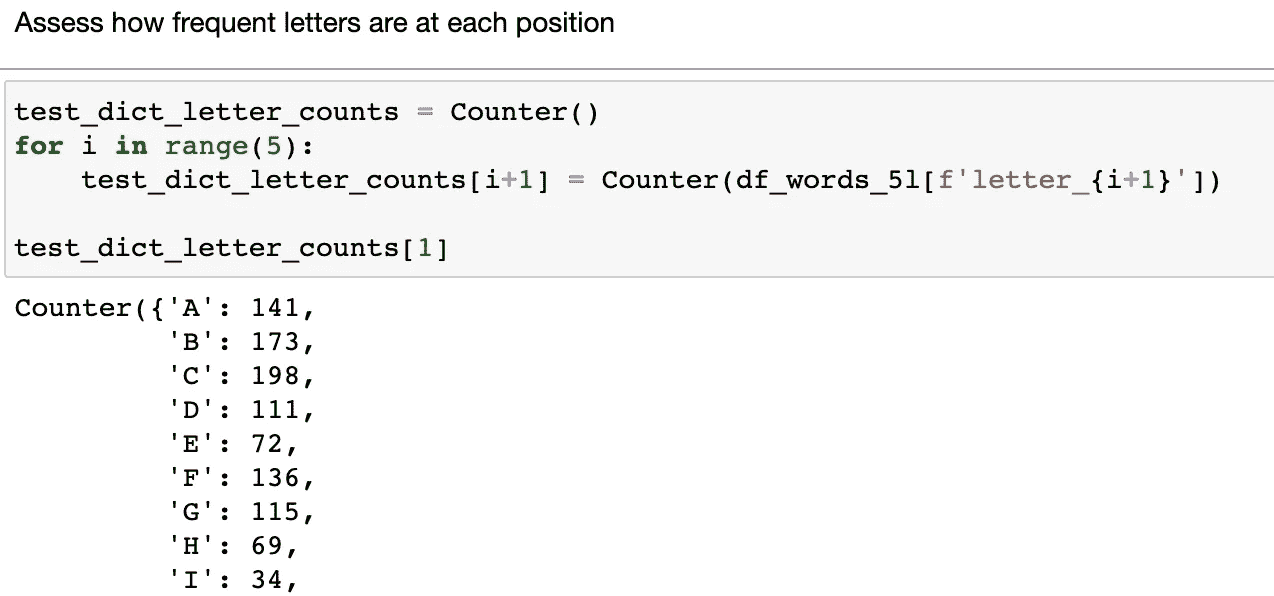 Assess how frequent letters are at each position
test_dict_letter_counts = Counter()
for i in range(5):
    test_dict_letter_counts[i+1] = Counter(df_words_5l[f'letter_{i+1}'])
test_dict_letter_counts[1]
Counter({'A': 141,
         'B': 173,
         'C': 198,
         'D': 111,
         'E': 72,
         'F': 136,
         'G': 115,
         'H': 69,
         'I': 34,